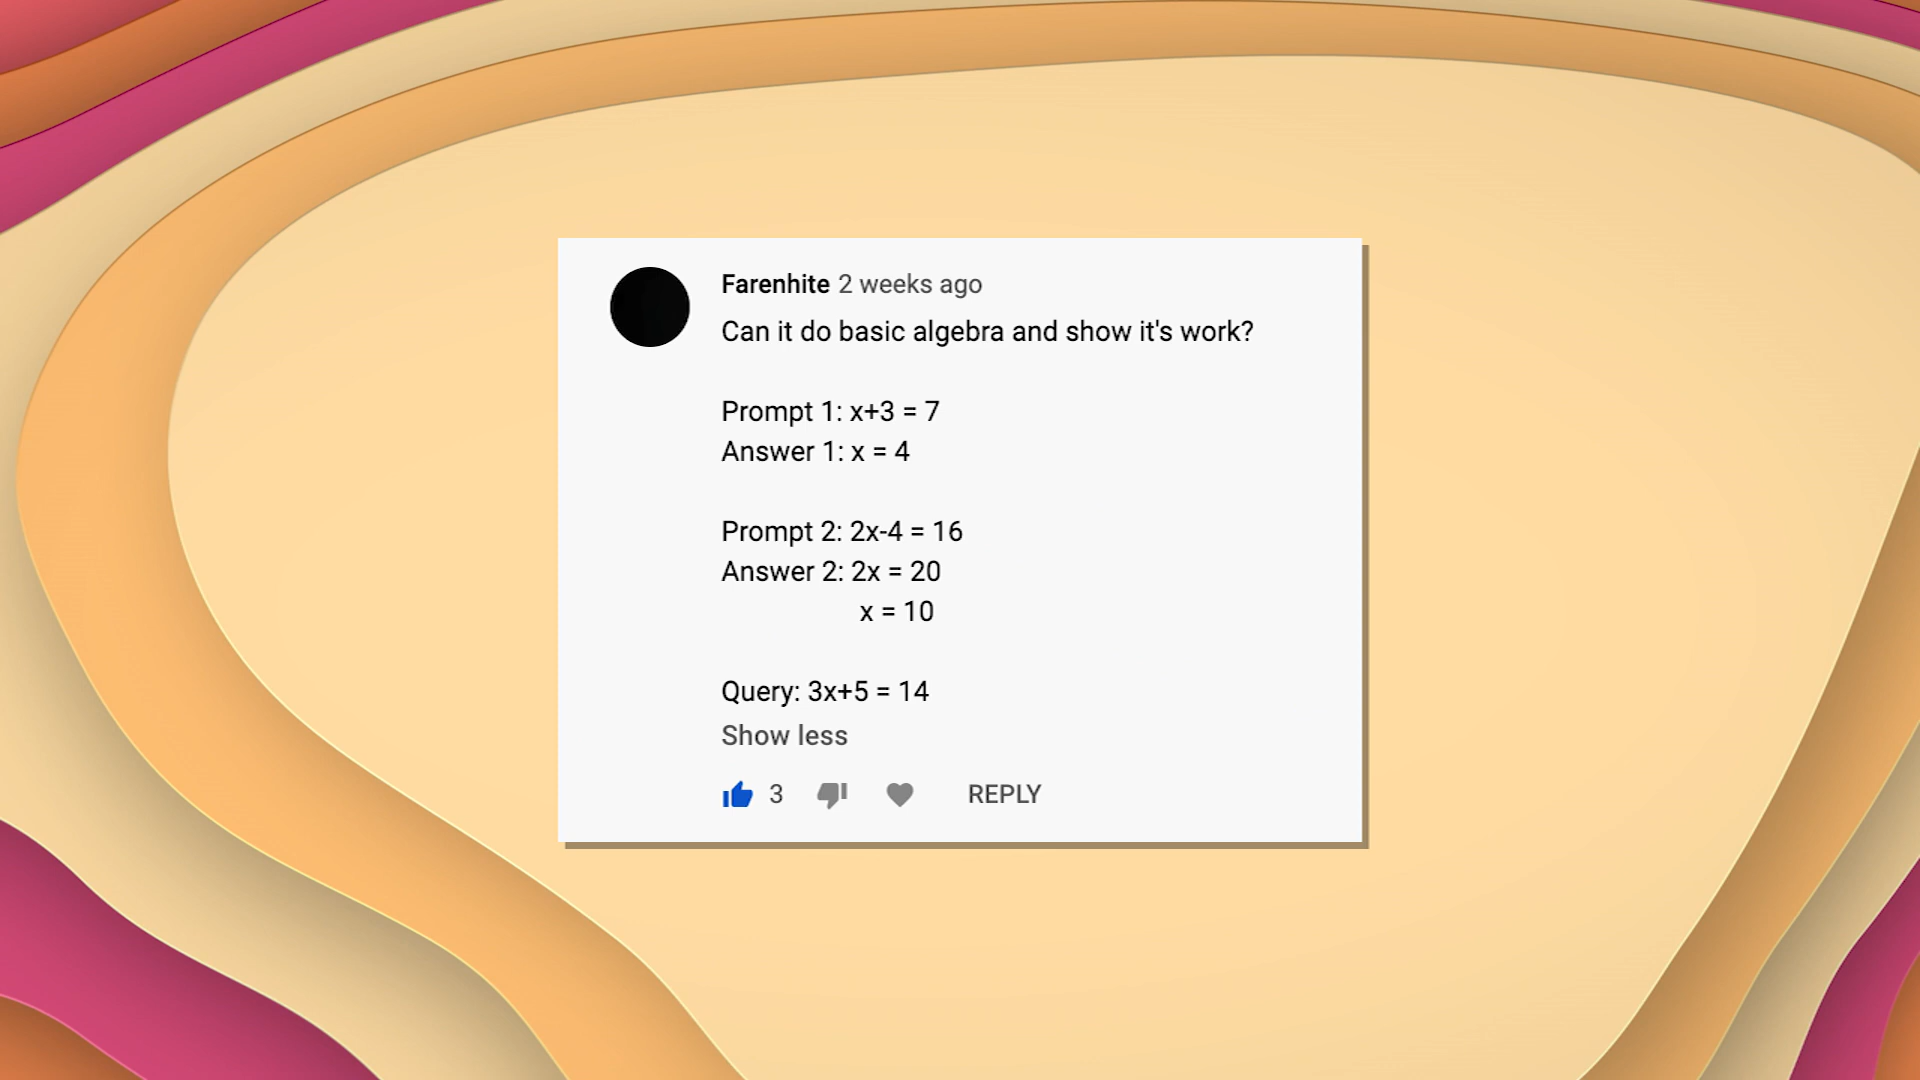 Farenhite 2 weeks ago
Can it do basic algebra and show it's work?
Prompt 1: x+3 = 7
Answer 1: x = 4
Prompt 2: 2x-4 = 16
Answer 2: 2x = 20
x = 10
Query: 3x+5 = 14
Show less
3 REPLY